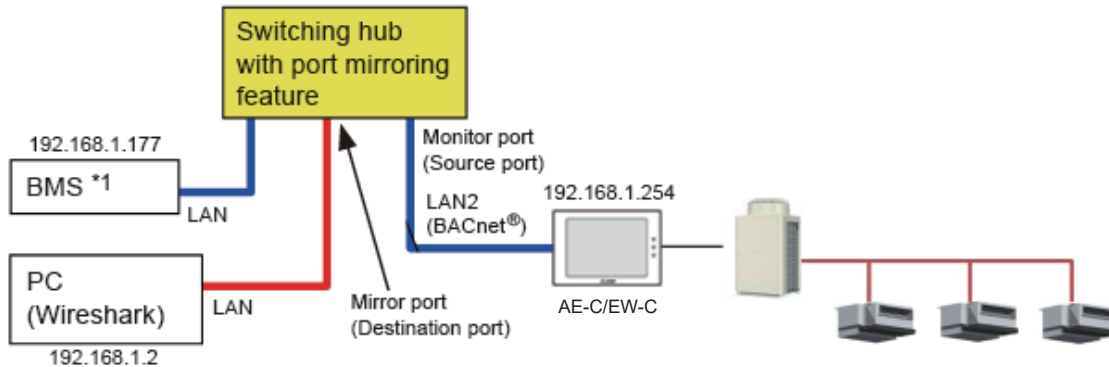 Switching hub
with port mirroring
feature
192.168.1.177
BMS *1
LAN
Monitor port
(Source port)
LAN2
(BACnet®)
192.168.1.254
AE-C/EW-C
PC
(Wireshark)
LAN
192.168.1.2
Mirror port
(Destination port)